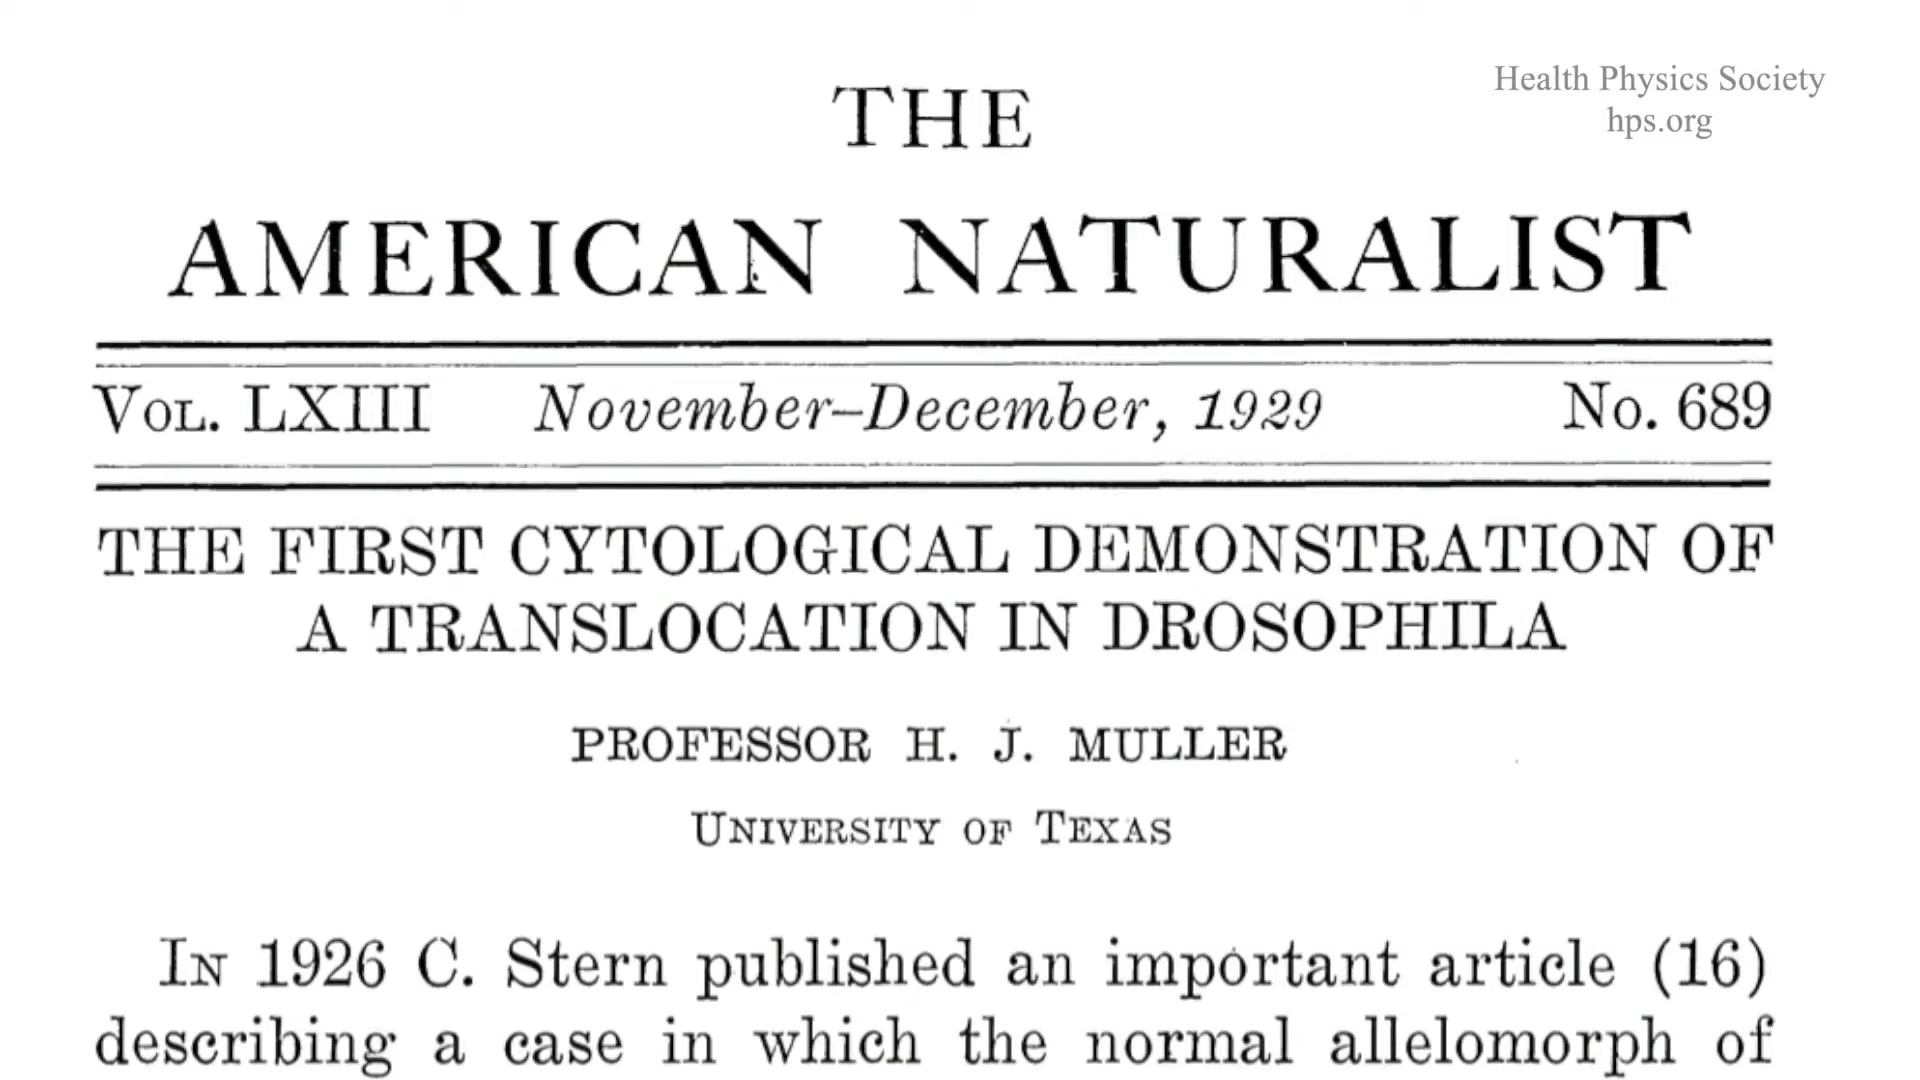 Health Physics Society
hps.org
THE
AMERICAN NATURALIST
VOL. LXIII November–December, 1929 No. 689
THE FIRST CYTOLOGICAL DEMONSTRATION OF
A TRANSLOCATION IN DROSOPHILA
PROFESSOR H. J. MULLER
UNIVERSITY OF TEXAS
IN 1926 C. Stern published an important article (16)
describing a case in which the normal allelomorph of